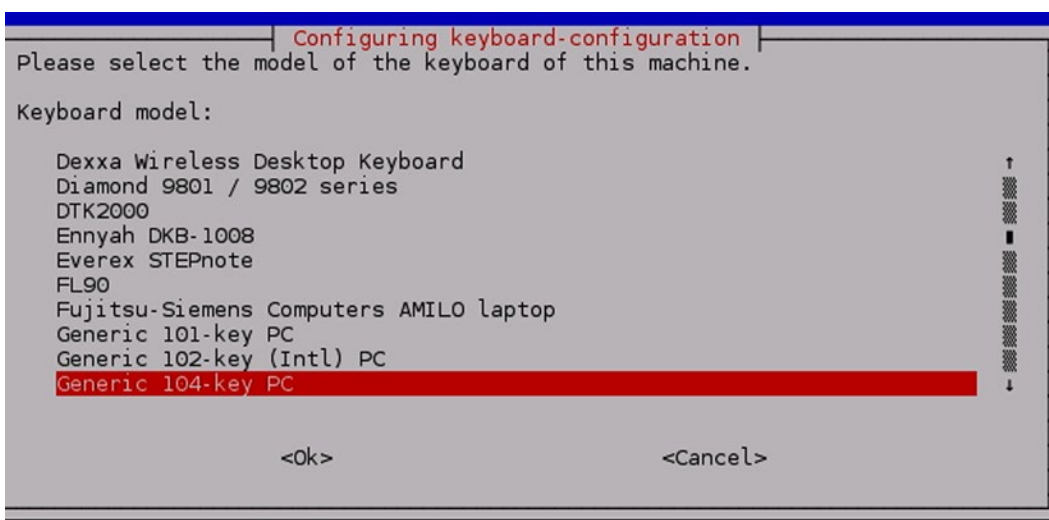 Configuring keyboard-configuration
Please select the model of the keyboard of this machine.
Keyboard model:
Dexxa Wireless Desktop Keyboard
Diamond 9801 / 9802 series
DTK2000
Ennyah DKB-1008
Everex STEPnote
FL90
Fujitsu-Siemens Computers AMILO laptop
Generic 101-key PC
Generic 102-key (Intl) PC
Generic 104-key PC
<Ok> <Cancel>